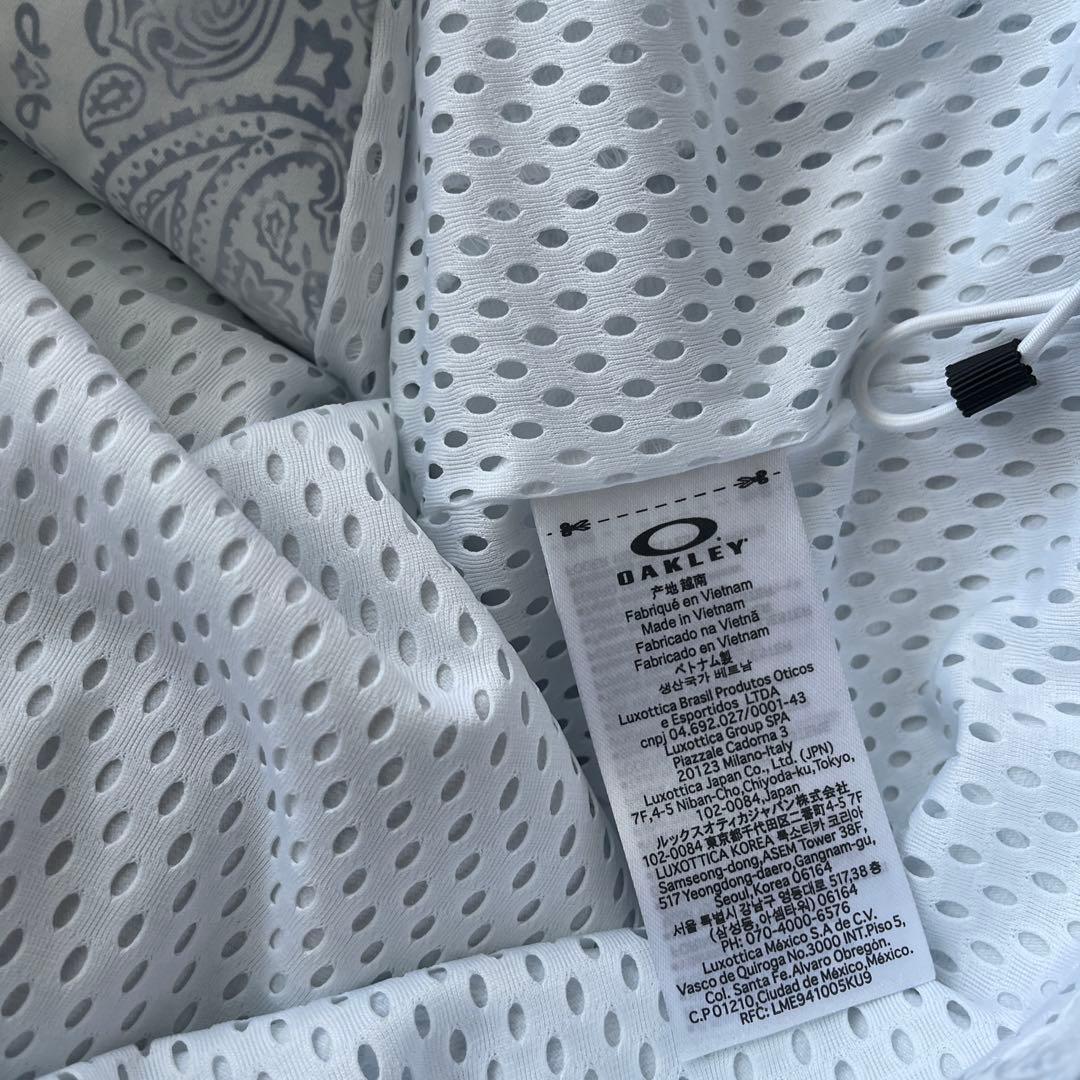 OAKLEY
产地 越南
Fabriqué en Vietnam
Made in Vietnam
Fabricado na Vietnã
Fabricado en Vietnam
ベトナム製
생산국가 베트남
Luxottica Brasil Produtos Oticos
e Esportidos LTDA
cnpj 04.692.027/0001-43
Luxottica Group SPA
Piazzale Cadorna 3
20123 Milano-Italy
Luxottica Japan Co., Ltd. (JPN)
7F,4-5 Niban-Cho,Chiyoda-ku,Tokyo,
102-0084,Japan
ルックスオティカジャパン株式会社
102-0084 東京都千代田区二番町4-5 7F
LUXOTTICA KOREA 룩소티카 코리아
Samseong-dong,ASEM Tower 38F,
517 Yeongdong-daero,Gangnam-gu,
Seoul,Korea 06164
서울 특별시 강남구 영동대로 517,38 층
(삼성동, 아셈타워) 06164
PH: 070-4000-6576
Luxottica México S.A de C.V.
Vasco de Quiroga No.3000 INT.Piso 5,
Col. Santa Fe.Alvaro Obregón.
C.P 01210,Ciudad de México,México.
RFC: LME941005KU9